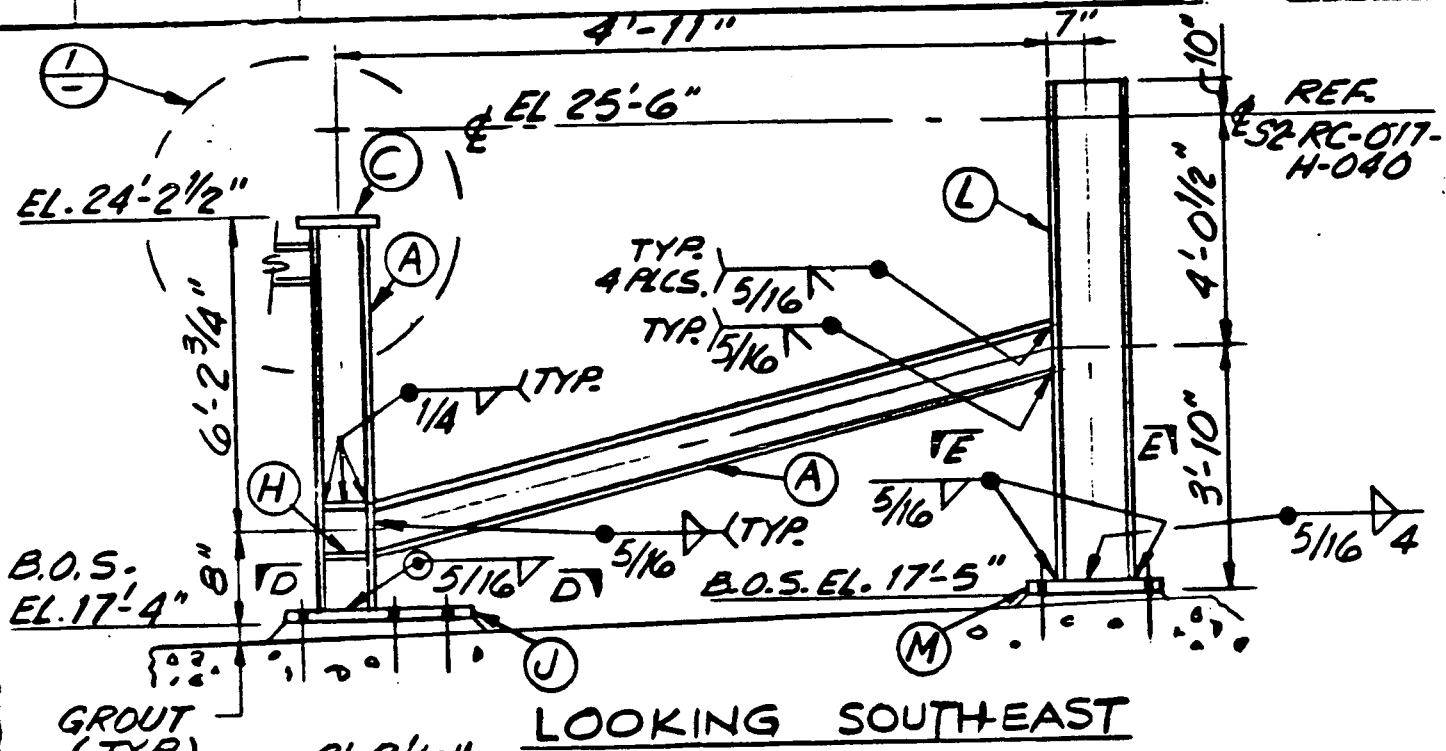 4'-11"
7"
10"
1
-
℄ EL 25'-6"
℄ REF.
S2-RC-017-
H-040
C
EL. 24'-2 1/2"
A
L
TYP.
4 PLCS.
5/16
TYP.
5/16
4'-0 1/2"
6'-2 3/4"
1/4
TYP.
H
A
E
E
3'-10"
5/16
5/16
TYP.
5/16 4
B.O.S.
EL. 17'-4"
8"
D
5/16
D
B.O.S. EL. 17'-5"
J
M
GROUT
(TYP)
LOOKING SOUTH-EAST